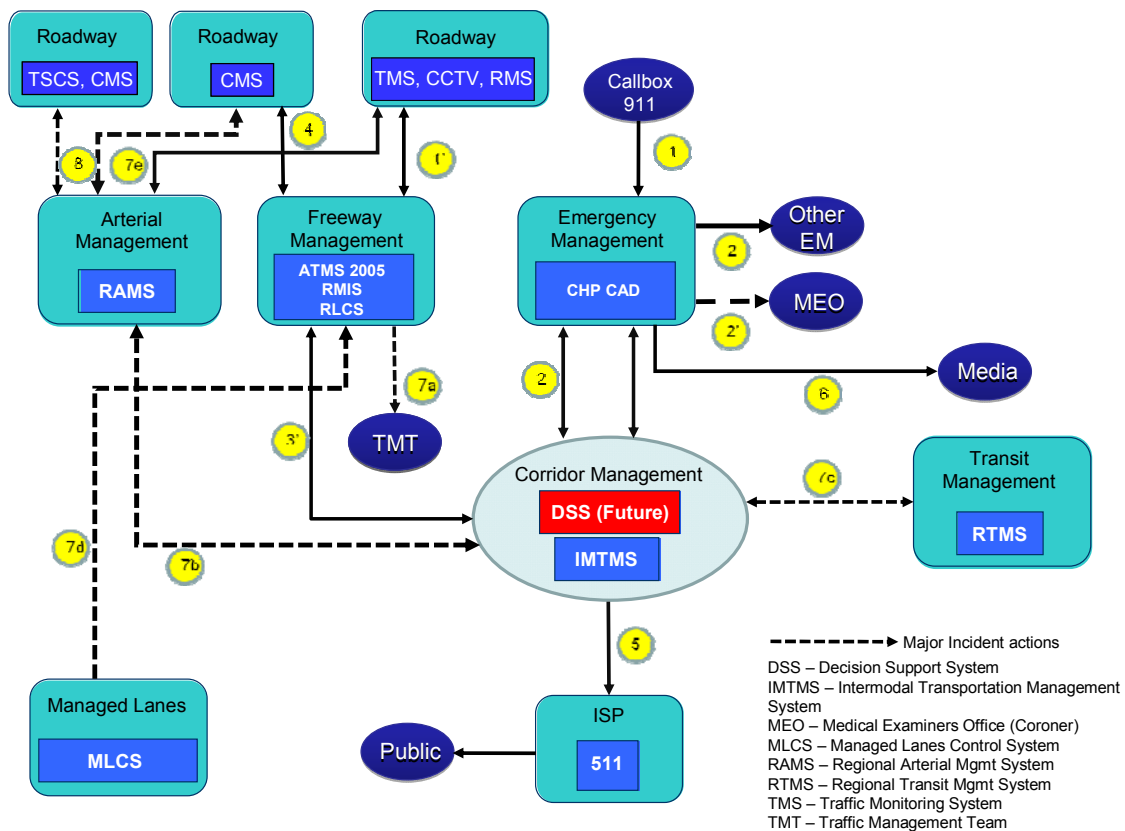 Roadway
TSCS, CMS
Roadway
CMS
Roadway
TMS, CCTV, RMS
Callbox
911
4
1
8
7e
1'
Arterial
Management
RAMS
Freeway
Management
ATMS 2005
RMIS
RLCS
Emergency
Management
CHP CAD
2
Other
EM
2'
MEO
6
Media
7a
TMT
2
3'
Corridor Management
DSS (Future)
IMTMS
7c
Transit
Management
RTMS
7d
7b
5
Managed Lanes
MLCS
ISP
511
Public
Major Incident actions
DSS – Decision Support System
IMTMS – Intermodal Transportation Management
System
MEO – Medical Examiners Office (Coroner)
MLCS – Managed Lanes Control System
RAMS – Regional Arterial Mgmt System
RTMS – Regional Transit Mgmt System
TMS – Traffic Monitoring System
TMT – Traffic Management Team